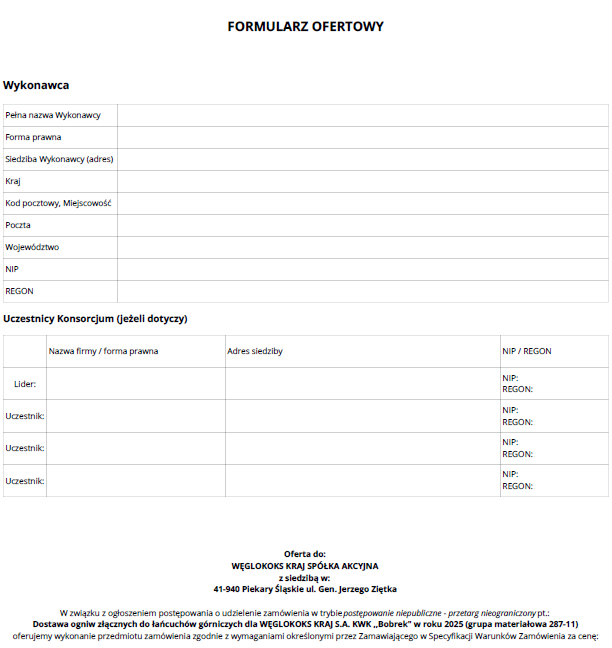 FORMULARZ OFERTOWY
Wykonawca
Pełna nazwa Wykonawcy
Forma prawna
Siedziba Wykonawcy (adres)
Kraj
Kod pocztowy, Miejscowość
Poczta
Województwo
NIP
REGON
Uczestnicy Konsorcjum (jeżeli dotyczy)
Nazwa firmy / forma prawna Adres siedziby NIP / REGON
Lider: NIP:
REGON:
Uczestnik: NIP:
REGON:
Uczestnik: NIP:
REGON:
Uczestnik: NIP:
REGON:
Oferta do:
WĘGLOKOKS KRAJ SPÓŁKA AKCYJNA
z siedzibą w:
41-940 Piekary Śląskie ul. Gen. Jerzego Ziętka
W związku z ogłoszeniem postępowania o udzielenie zamówienia w trybie postępowanie niepubliczne - przetarg nieograniczony pt.:
Dostawa ogniw złącznych do łańcuchów górniczych dla WĘGLOKOKS KRAJ S.A. KWK ,,Bobrek” w roku 2025 (grupa materiałowa 287-11)
oferujemy wykonanie przedmiotu zamówienia zgodnie z wymaganiami określonymi przez Zamawiającego w Specyfikacji Warunków Zamówienia za cenę: